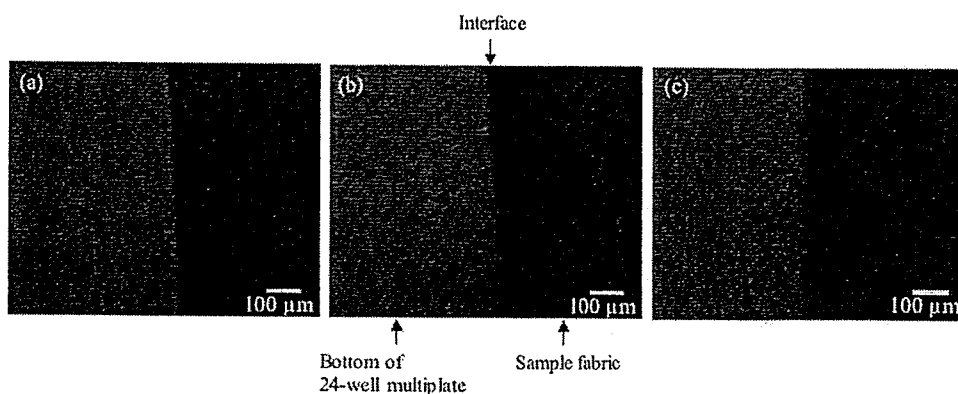 Interface
(a)
(b)
(c)
100 µm
100 µm
100 µm
Bottom of
24-well multiplate
Sample fabric